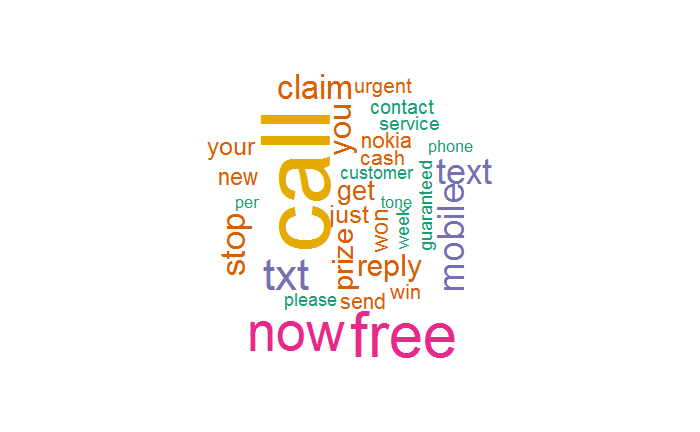 claim
urgent
contact
service
call
you
your
nokia
phone
cash
new
customer
text
get
guaranteed
per
tone
just
won
week
mobile
stop
prize
reply
txt
please
send
win
now
free